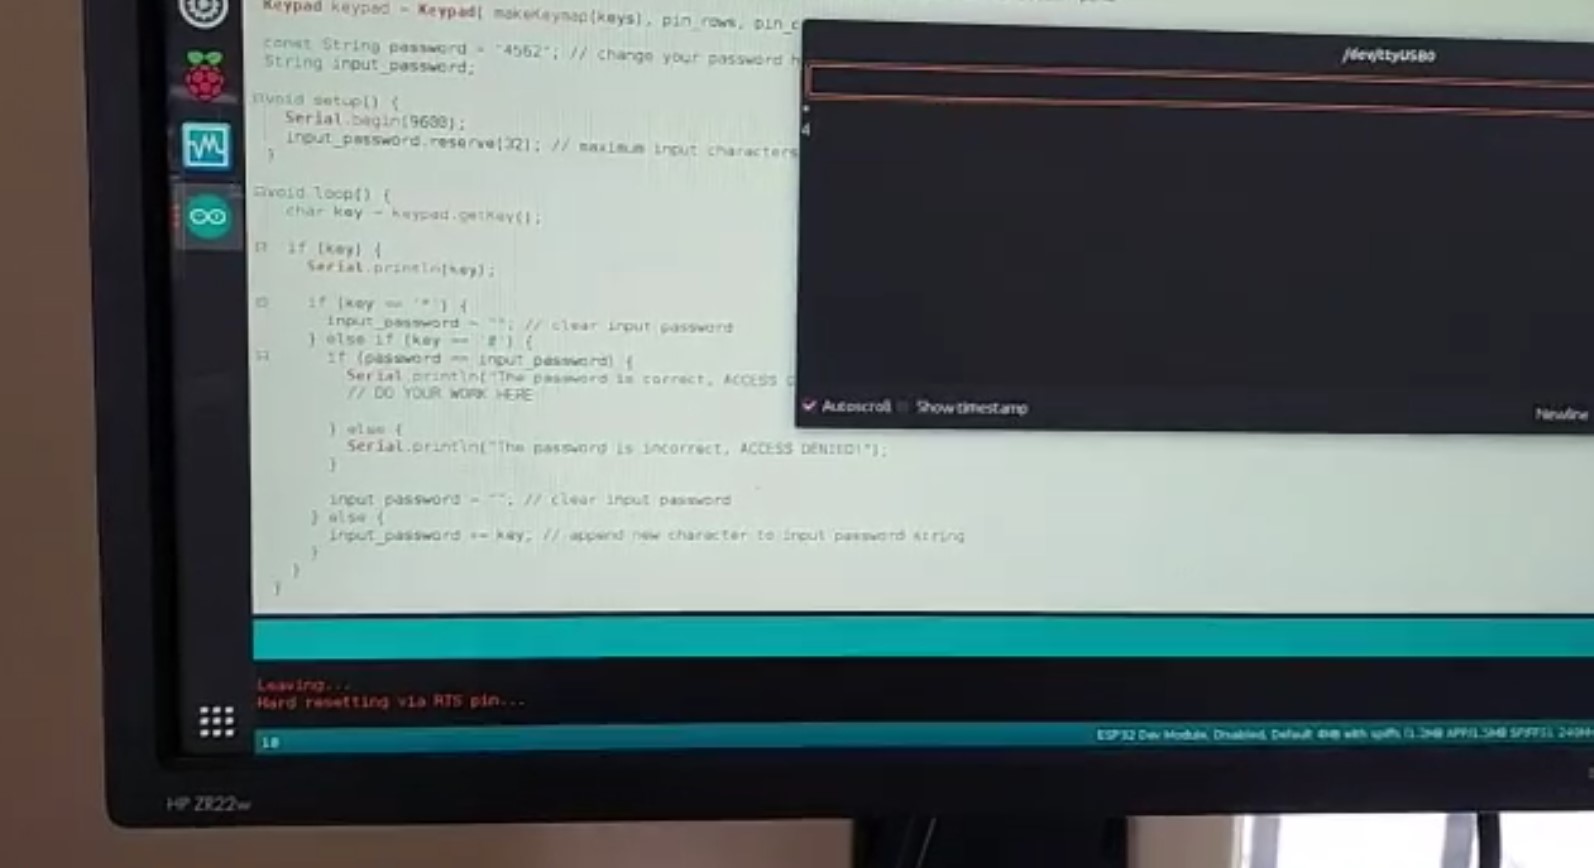 Keypad keypad = Keypad( makeKeymap(keys), pin_rows, pin_c
const String password = "4562"; // change your password h
String input_password;
void setup() {
Serial.begin(9600);
input_password.reserve(32); // maximum input characters
}
void loop() {
char key = keypad.getKey();
if (key) {
Serial.println(key);
if (key == '*') {
input_password = ""; // clear input password
} else if (key == '#') {
if (password == input_password) {
Serial.println("The password is correct, ACCESS G
// DO YOUR WORK HERE
} else {
Serial.println("The password is incorrect, ACCESS DENIED!");
}
input_password = ""; // clear input password
} else {
input_password += key; // append new character to input password string
}
}
}
/dev/ttyUSB0
*
4
Autoscroll Show timestamp
Newline
Leaving...
Hard resetting via RTS pin...
18
ESP32 Dev Module, Disabled, Default 4MB with spiffs (1.2MB APP/1.5MB SPIFFS), 240M
HP ZR22w